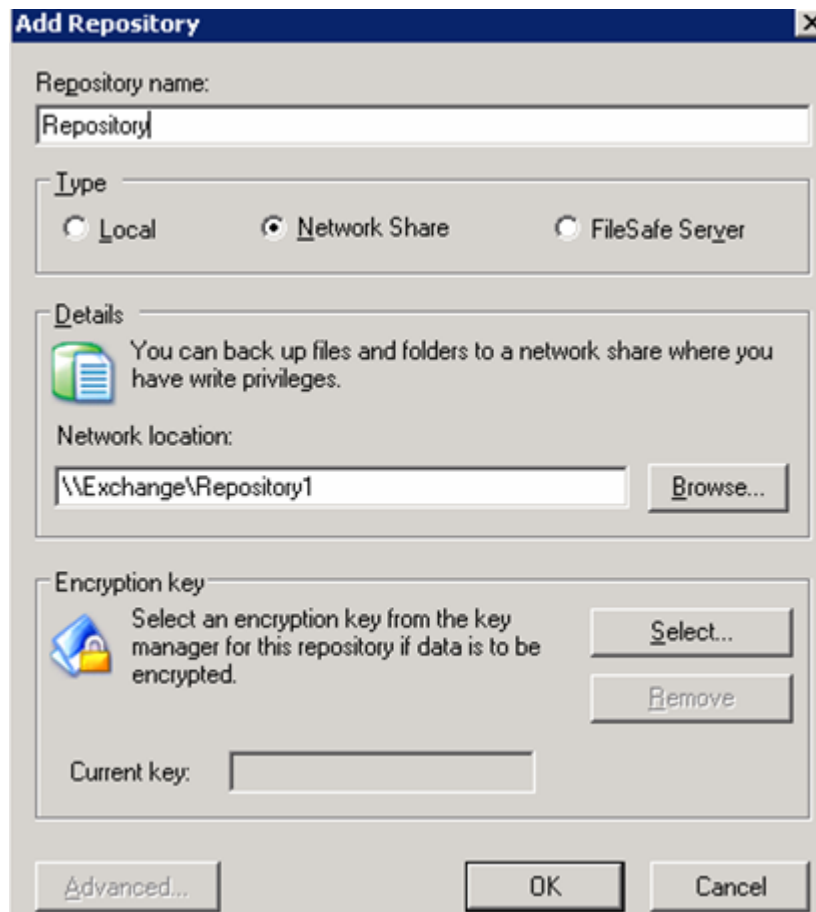 Add Repository
Repository name:
Repository
Type
Local
Network Share
FileSafe Server
Details
You can back up files and folders to a network share where you
have write privileges.
Network location:
\\Exchange\Repository1
Browse...
Encryption key
Select an encryption key from the key
manager for this repository if data is to be
encrypted.
Select...
Remove
Current key:
Advanced...
OK
Cancel